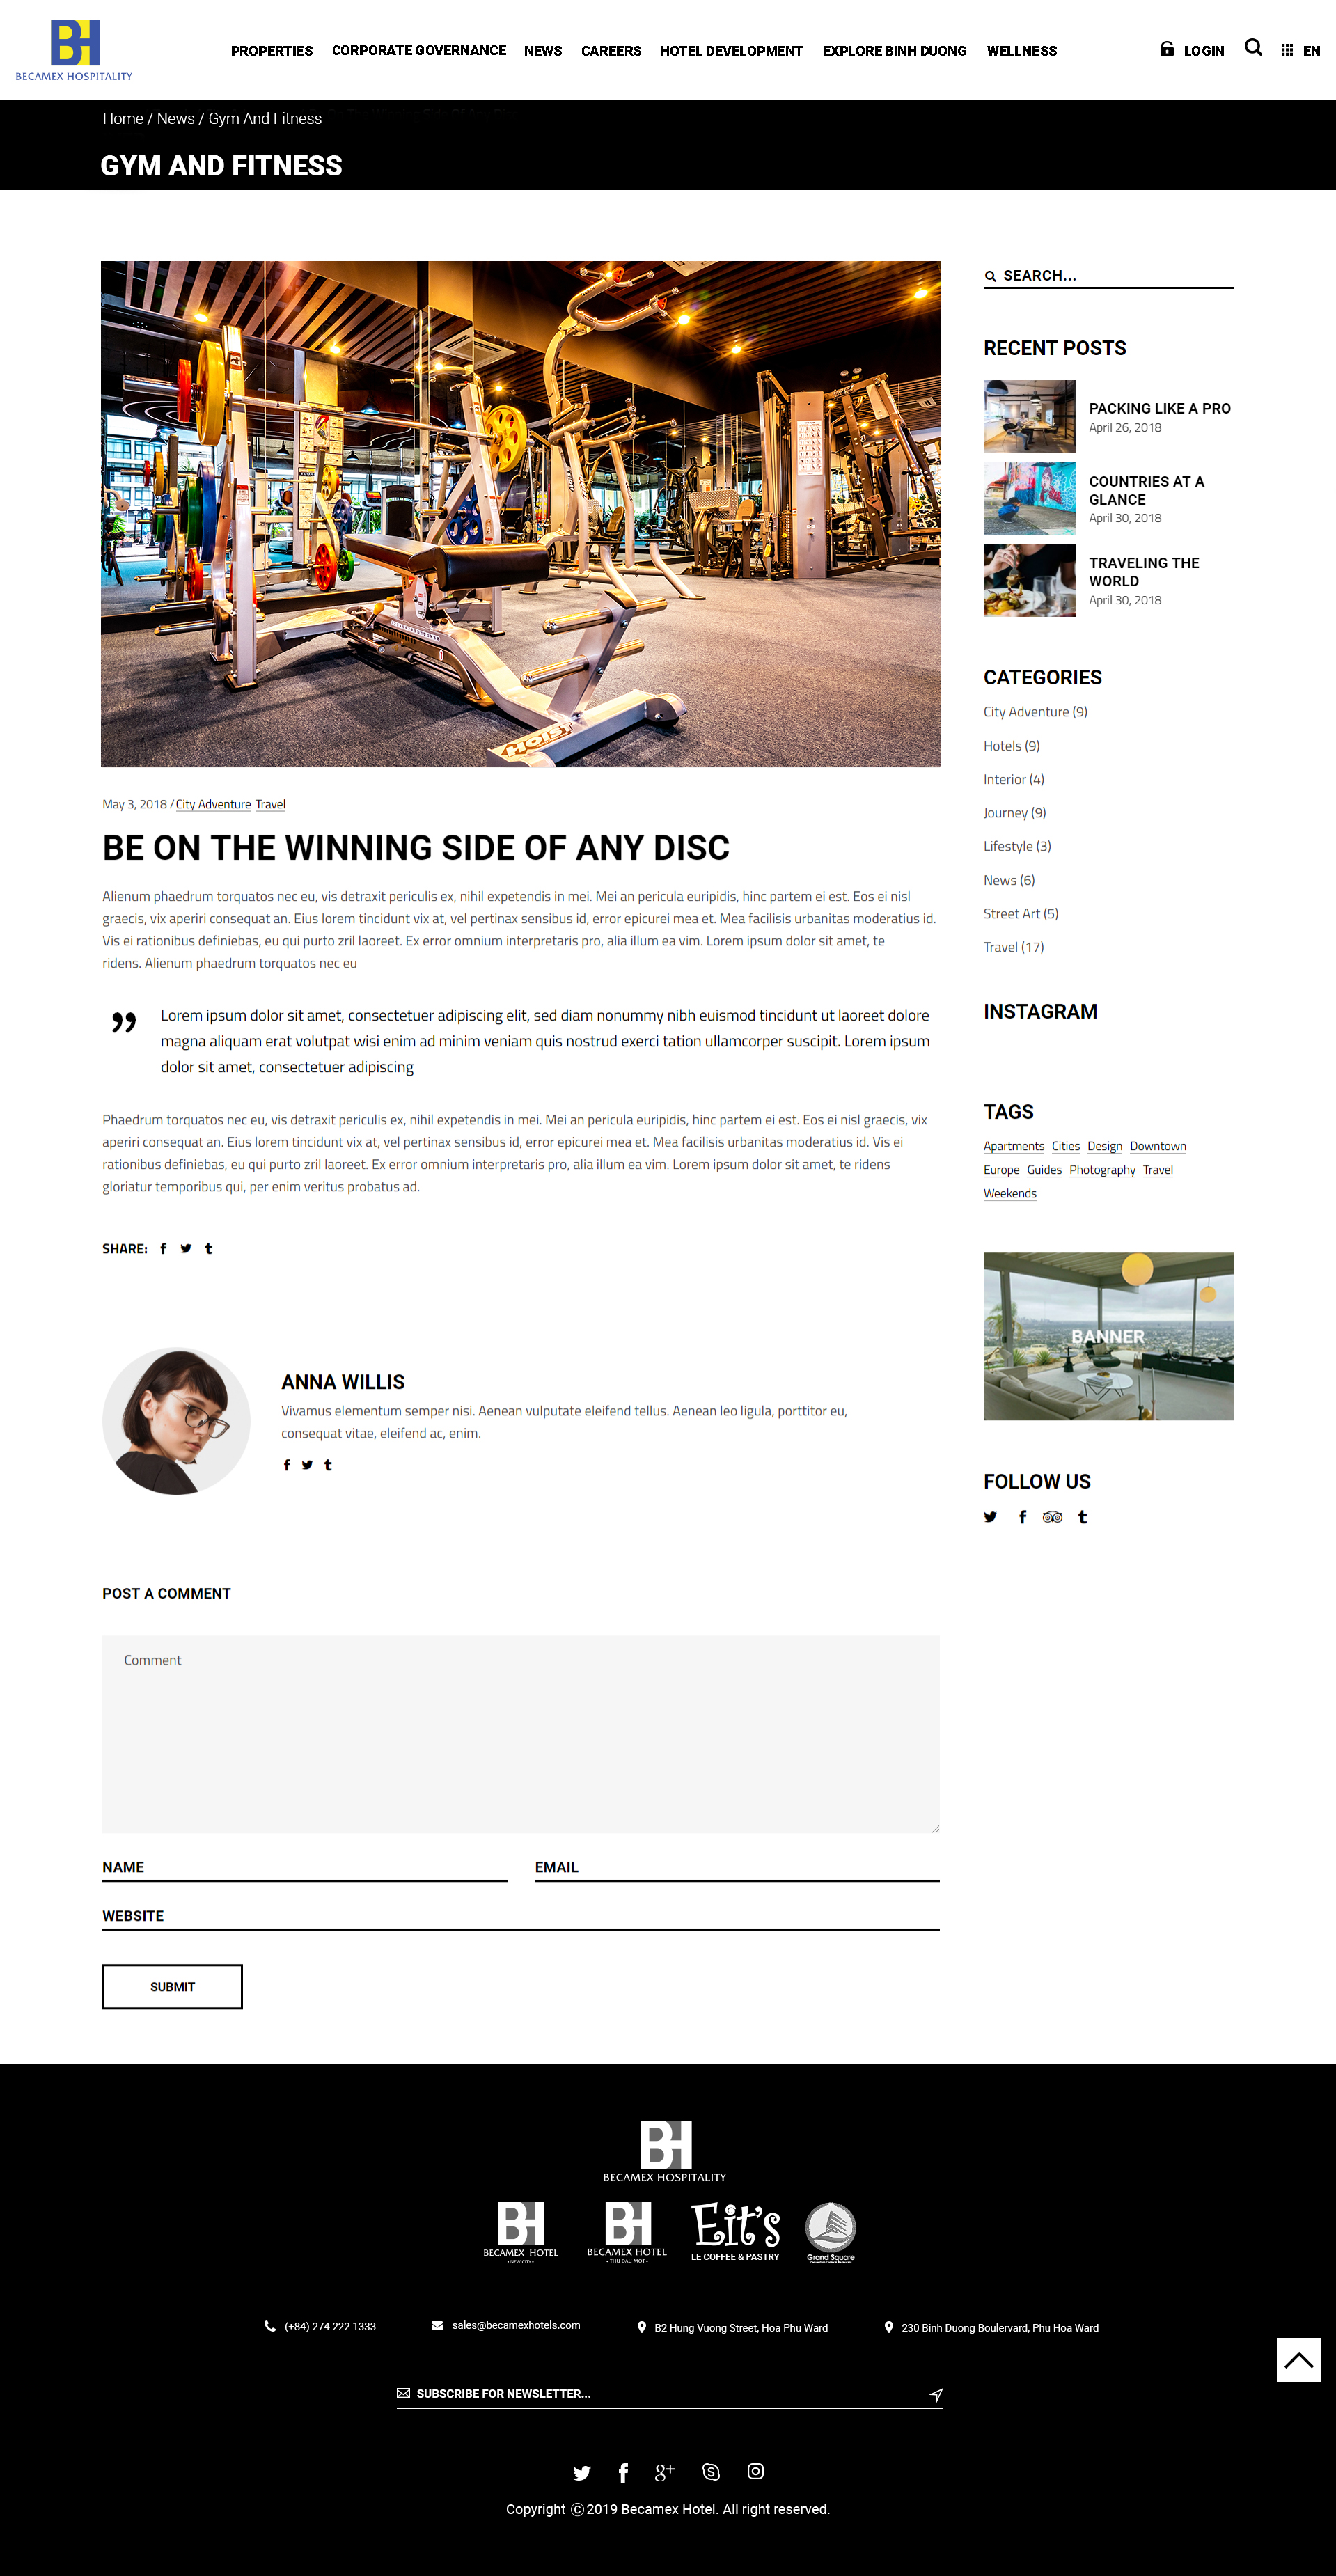 BH
BECAMEX HOSPITALITY
PROPERTIES
CORPORATE GOVERNANCE
NEWS
CAREERS
HOTEL DEVELOPMENT
EXPLORE BINH DUONG
WELLNESS
LOGIN
EN
Home / News / Gym And Fitness
GYM AND FITNESS
HOIST
May 3, 2018 / City Adventure Travel
BE ON THE WINNING SIDE OF ANY DISC
Alienum phaedrum torquatos nec eu, vis detraxit periculis ex, nihil expetendis in mei. Mei an pericula euripidis, hinc partem ei est. Eos ei nisl
graecis, vix aperiri consequat an. Eius lorem tincidunt vix at, vel pertinax sensibus id, error epicurei mea et. Mea facilisis urbanitas moderatius id.
Vis ei rationibus definiebas, eu qui purto zril laoreet. Ex error omnium interpretaris pro, alia illum ea vim. Lorem ipsum dolor sit amet, te
ridens. Alienum phaedrum torquatos nec eu
”
Lorem ipsum dolor sit amet, consectetuer adipiscing elit, sed diam nonummy nibh euismod tincidunt ut laoreet dolore
magna aliquam erat volutpat wisi enim ad minim veniam quis nostrud exerci tation ullamcorper suscipit. Lorem ipsum
dolor sit amet, consectetuer adipiscing
Phaedrum torquatos nec eu, vis detraxit periculis ex, nihil expetendis in mei. Mei an pericula euripidis, hinc partem ei est. Eos ei nisl graecis, vix
aperiri consequat an. Eius lorem tincidunt vix at, vel pertinax sensibus id, error epicurei mea et. Mea facilisis urbanitas moderatius id. Vis ei
rationibus definiebas, eu qui purto zril laoreet. Ex error omnium interpretaris pro, alia illum ea vim. Lorem ipsum dolor sit amet, te ridens
gloriatur temporibus qui, per enim veritus probatus ad.
SHARE:
ANNA WILLIS
Vivamus elementum semper nisi. Aenean vulputate eleifend tellus. Aenean leo ligula, porttitor eu,
consequat vitae, eleifend ac, enim.
POST A COMMENT
Comment
NAME
EMAIL
WEBSITE
SUBMIT
SEARCH...
RECENT POSTS
PACKING LIKE A PRO
April 26, 2018
COUNTRIES AT A
GLANCE
April 30, 2018
TRAVELING THE
WORLD
April 30, 2018
CATEGORIES
City Adventure (9)
Hotels (9)
Interior (4)
Journey (9)
Lifestyle (3)
News (6)
Street Art (5)
Travel (17)
INSTAGRAM
TAGS
Apartments Cities Design Downtown
Europe Guides Photography Travel
Weekends
BANNER
FOLLOW US
BH
BECAMEX HOSPITALITY
BH
BECAMEX HOTEL
• NEW CITY •
BH
BECAMEX HOTEL
• THU DAU MOT •
Eit's
LE COFFEE & PASTRY
Grand Square
(+84) 274 222 1333
sales@becamexhotels.com
B2 Hung Vuong Street, Hoa Phu Ward
230 Binh Duong Boulervard, Phu Hoa Ward
SUBSCRIBE FOR NEWSLETTER...
Copyright ©2019 Becamex Hotel. All right reserved.